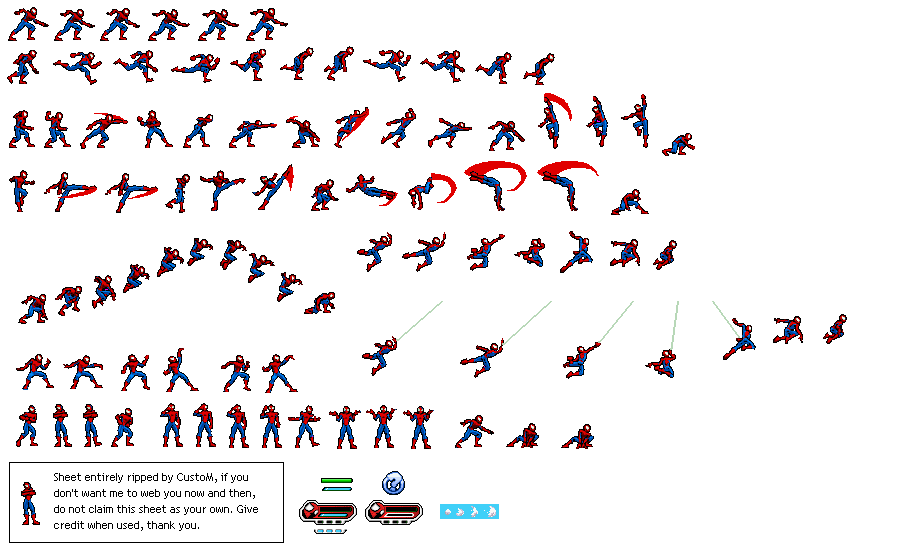 Sheet entirely ripped by CustoM, if you
don't want me to web you now and then,
do not claim this sheet as your own. Give
credit when used, thank you.